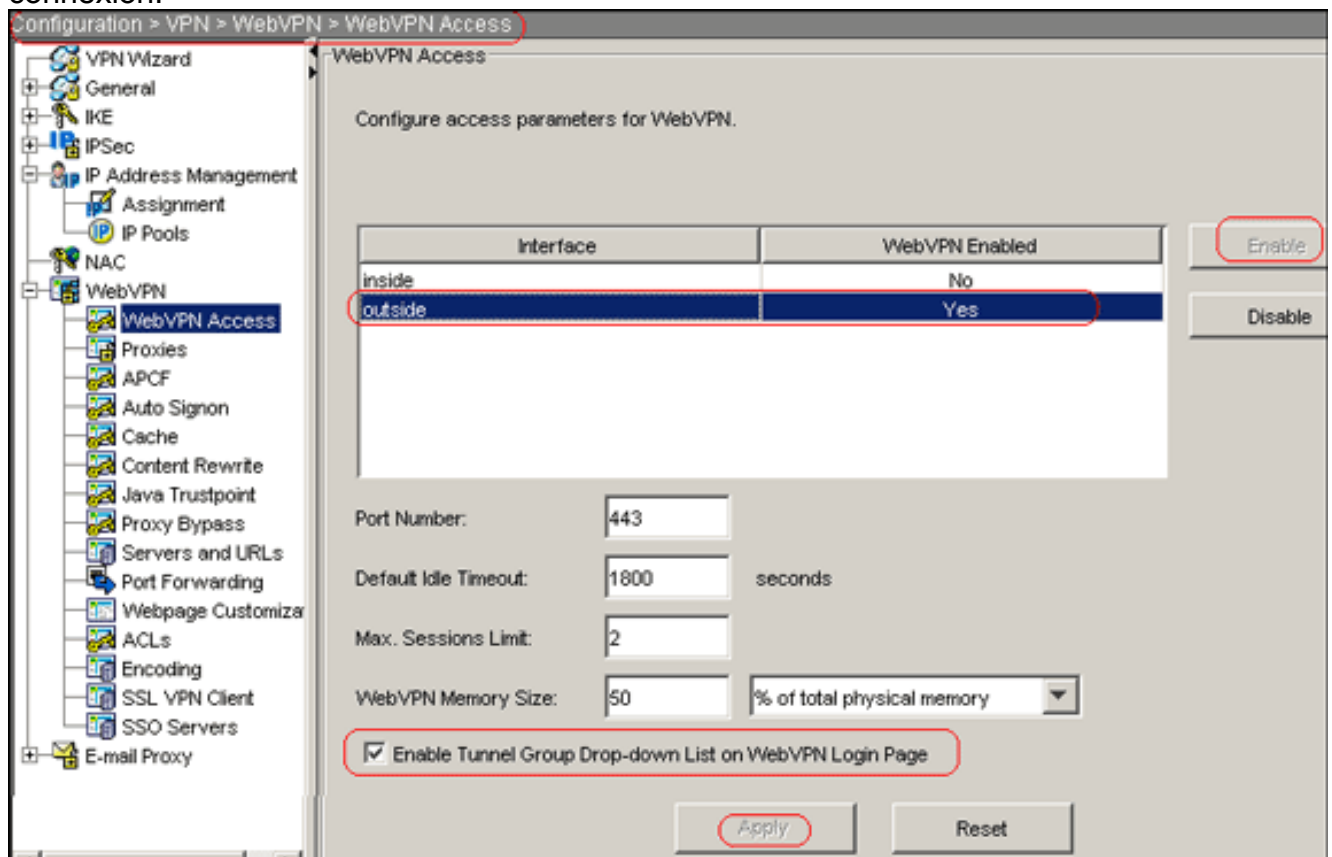 connexion.
Configuration > VPN > WebVPN > WebVPN Access
VPN Wizard
General
IKE
IPSec
IP Address Management
Assignment
IP Pools
NAC
WebVPN
WebVPN Access
Proxies
APCF
Auto Signon
Cache
Content Rewrite
Java Trustpoint
Proxy Bypass
Servers and URLs
Port Forwarding
Webpage Customiza
ACLs
Encoding
SSL VPN Client
SSO Servers
E-mail Proxy
WebVPN Access
Configure access parameters for WebVPN.
Interface WebVPN Enabled
inside No
outside Yes
Enable
Disable
Port Number: 443
Default Idle Timeout: 1800 seconds
Max. Sessions Limit: 2
WebVPN Memory Size: 50 % of total physical memory
Enable Tunnel Group Drop-down List on WebVPN Login Page
Apply Reset